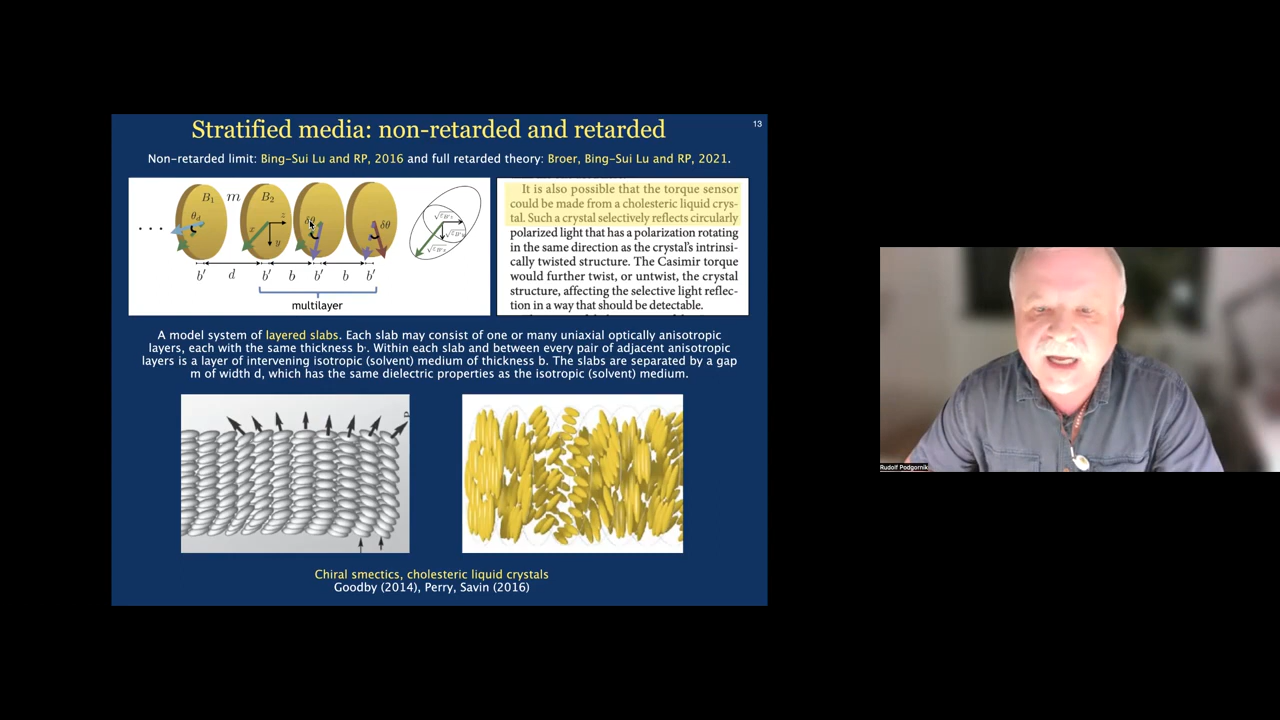 Stratified media: non-retarded and retarded
13
Non-retarded limit: Bing-Sui Lu and RP, 2016 and full retarded theory: Broer, Bing-Sui Lu and RP, 2021.
B₁ m B₂
θd z δθ δθ
x y
· · ·
b′ d b′ b b′ b b′
multilayer
It is also possible that the torque sensor
could be made from a cholesteric liquid crys-
tal. Such a crystal selectively reflects circularly
polarized light that has a polarization rotating
in the same direction as the crystal's intrinsi-
cally twisted structure. The Casimir torque
would further twist, or untwist, the crystal
structure, affecting the selective light reflec-
tion in a way that should be detectable.
A model system of layered slabs. Each slab may consist of one or many uniaxial optically anisotropic
layers, each with the same thickness b'. Within each slab and between every pair of adjacent anisotropic
layers is a layer of intervening isotropic (solvent) medium of thickness b. The slabs are separated by a gap
m of width d, which has the same dielectric properties as the isotropic (solvent) medium.
Chiral smectics, cholesteric liquid crystals
Goodby (2014), Perry, Savin (2016)
Rudolf Podgornik